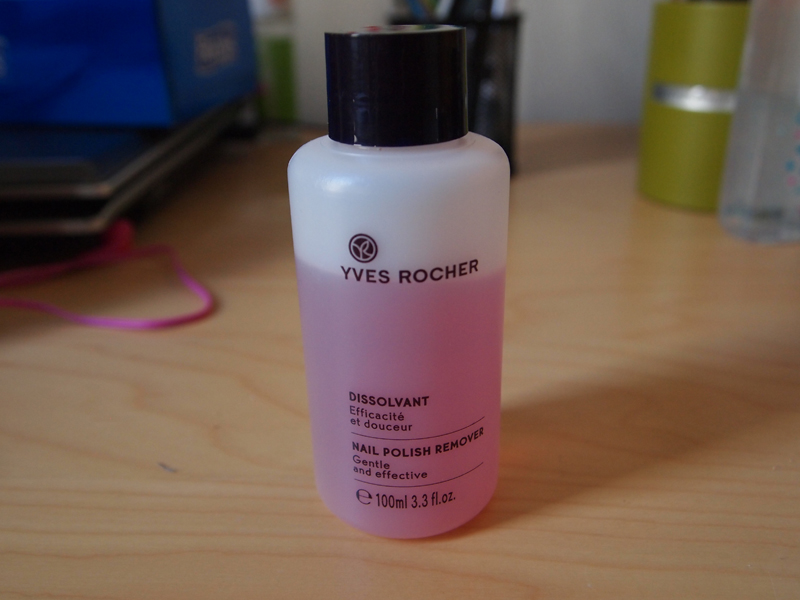 YVES ROCHER
DISSOLVANT
Efficacité
et douceur
NAIL POLISH REMOVER
Gentle
and effective
℮ 100ml 3.3 fl.oz.